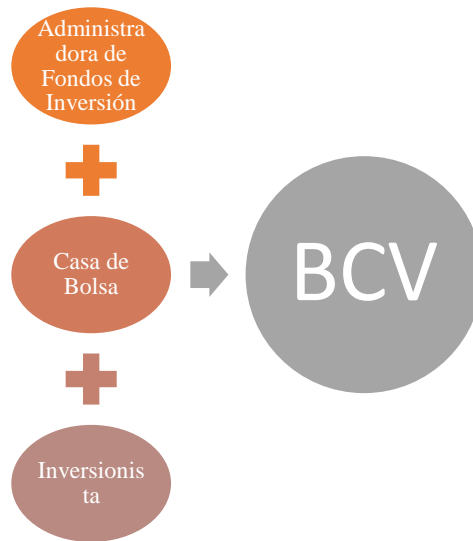 Administra
dora de
Fondos de
Inversión
Casa de
Bolsa
BCV
Inversionis
ta